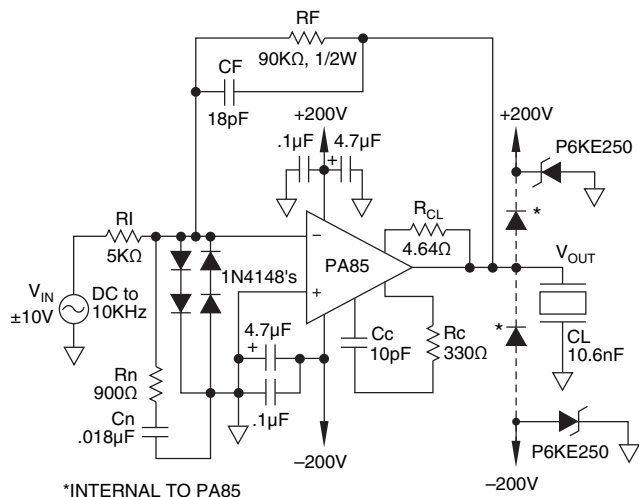 RF
90KΩ, 1/2W
CF
18pF
+200V
+200V
.1µF
4.7µF
+
P6KE250
RI
5KΩ
RCL
4.64Ω
*
–
PA85
+
1N4148's
VOUT
VIN
±10V
DC to
10KHz
4.7µF
+
.1µF
Cc
10pF
Rc
330Ω
*
CL
10.6nF
Rn
900Ω
Cn
.018µF
P6KE250
–200V
–200V
*INTERNAL TO PA85